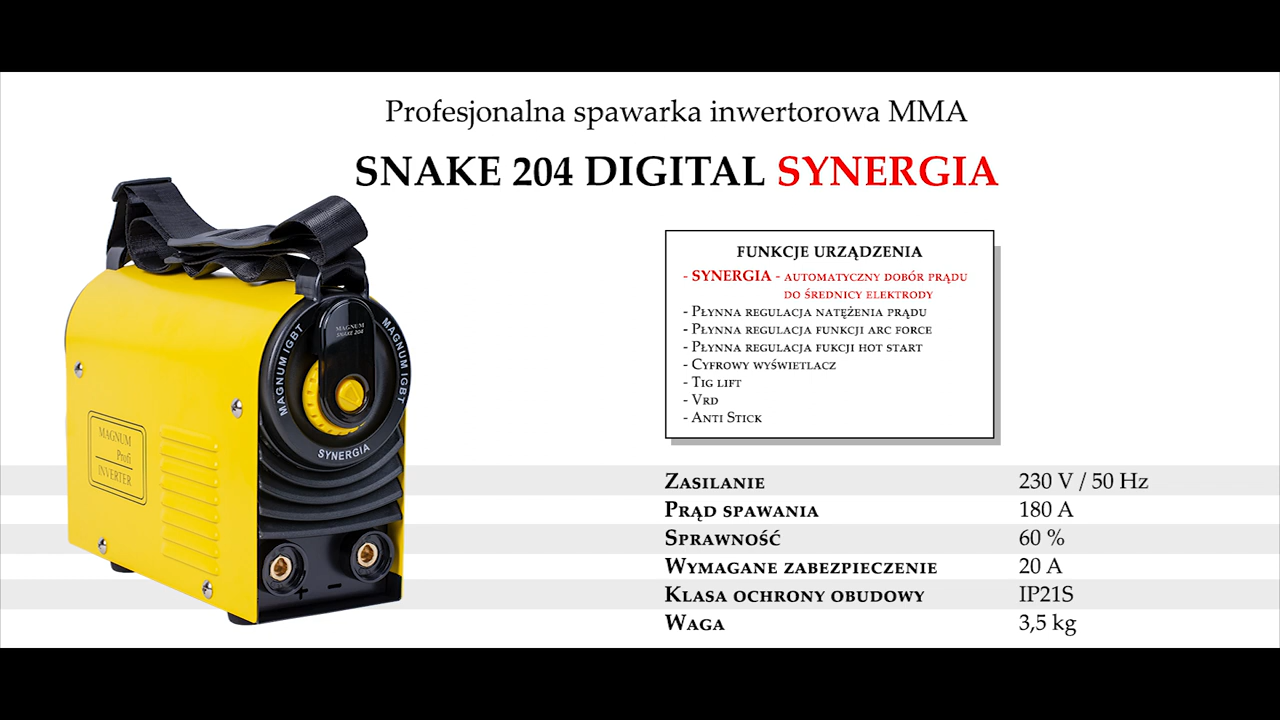 Profesjonalna spawarka inwertorowa MMA
SNAKE 204 DIGITAL SYNERGIA
FUNKCJE URZĄDZENIA
- SYNERGIA - AUTOMATYCZNY DOBÓR PRĄDU
DO ŚREDNICY ELEKTRODY
- PŁYNNA REGULACJA NATĘŻENIA PRĄDU
- PŁYNNA REGULACJA FUNKCJI ARC FORCE
- PŁYNNA REGULACJA FUKCJI HOT START
- CYFROWY WYŚWIETLACZ
- TIG LIFT
- VRD
- ANTI STICK
MAGNUM
SNAKE 204
MAGNUM IGBT
MAGNUM IGBT
SYNERGIA
MAGNUM
Profi
INVERTER
+ -
ZASILANIE 230 V / 50 Hz
PRĄD SPAWANIA 180 A
SPRAWNOŚĆ 60 %
WYMAGANE ZABEZPIECZENIE 20 A
KLASA OCHRONY OBUDOWY IP21S
WAGA 3,5 kg